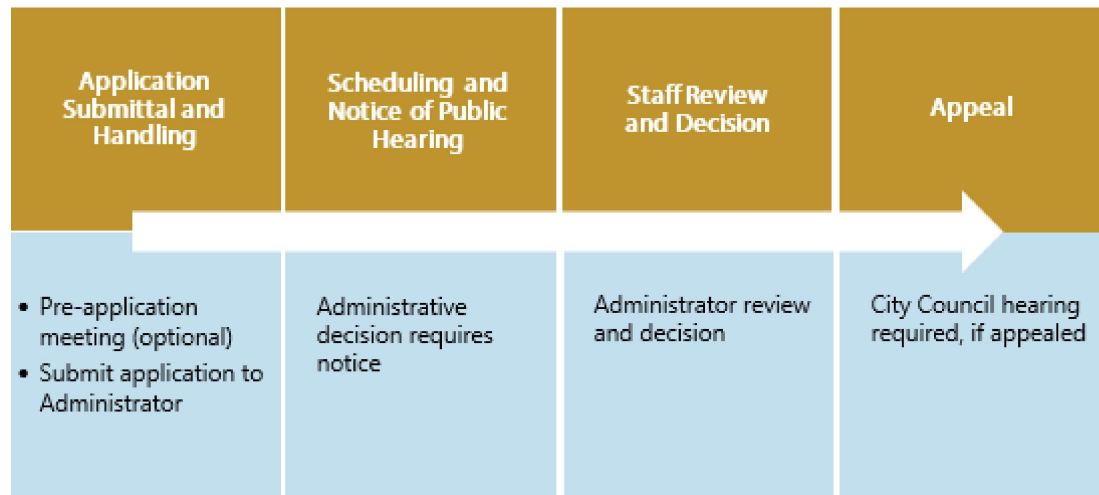 Application
Submittal and
Handling
Scheduling and
Notice of Public
Hearing
Staff Review
and Decision
Appeal
• Pre-application
meeting (optional)
• Submit application to
Administrator
Administrative
decision requires
notice
Administrator review
and decision
City Council hearing
required, if appealed